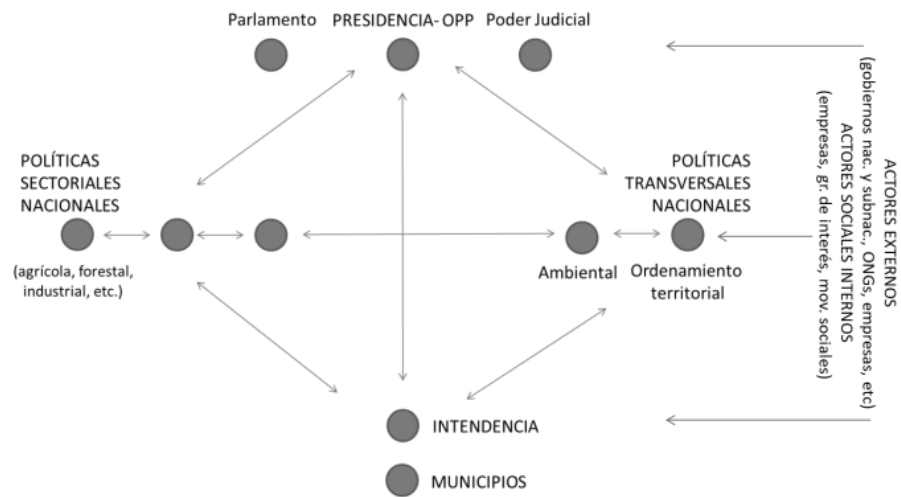 Parlamento
PRESIDENCIA- OPP
Poder Judicial
POLÍTICAS
SECTORIALES
NACIONALES
(agrícola, forestal,
industrial, etc.)
POLÍTICAS
TRANSVERSALES
NACIONALES
Ambiental
Ordenamiento
territorial
INTENDENCIA
MUNICIPIOS
ACTORES EXTERNOS
(gobiernos nac. y subnac., ONGs, empresas, etc)
ACTORES SOCIALES INTERNOS
(empresas, gr. de interés, mov. sociales)